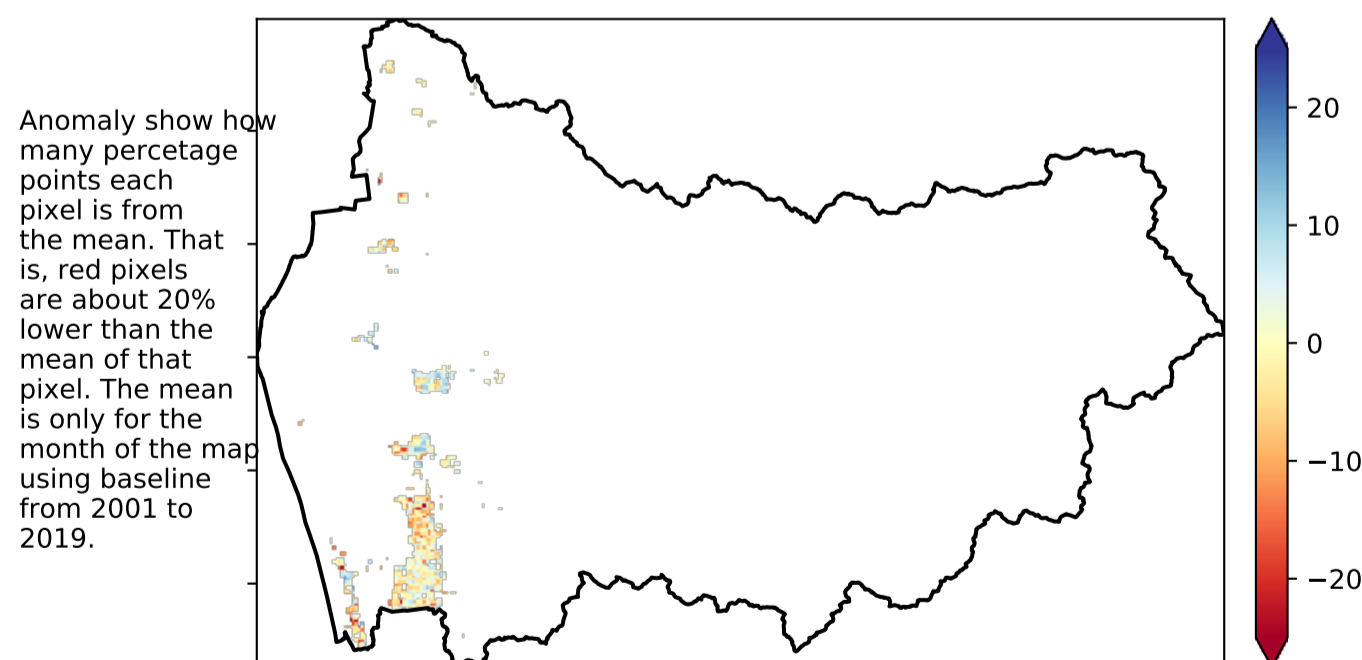 Anomaly show how
many percetage
points each
pixel is from
the mean. That
is, red pixels
are about 20%
lower than the
mean of that
pixel. The mean
is only for the
month of the map
using baseline
from 2001 to
2019.
20
10
0
−10
−20